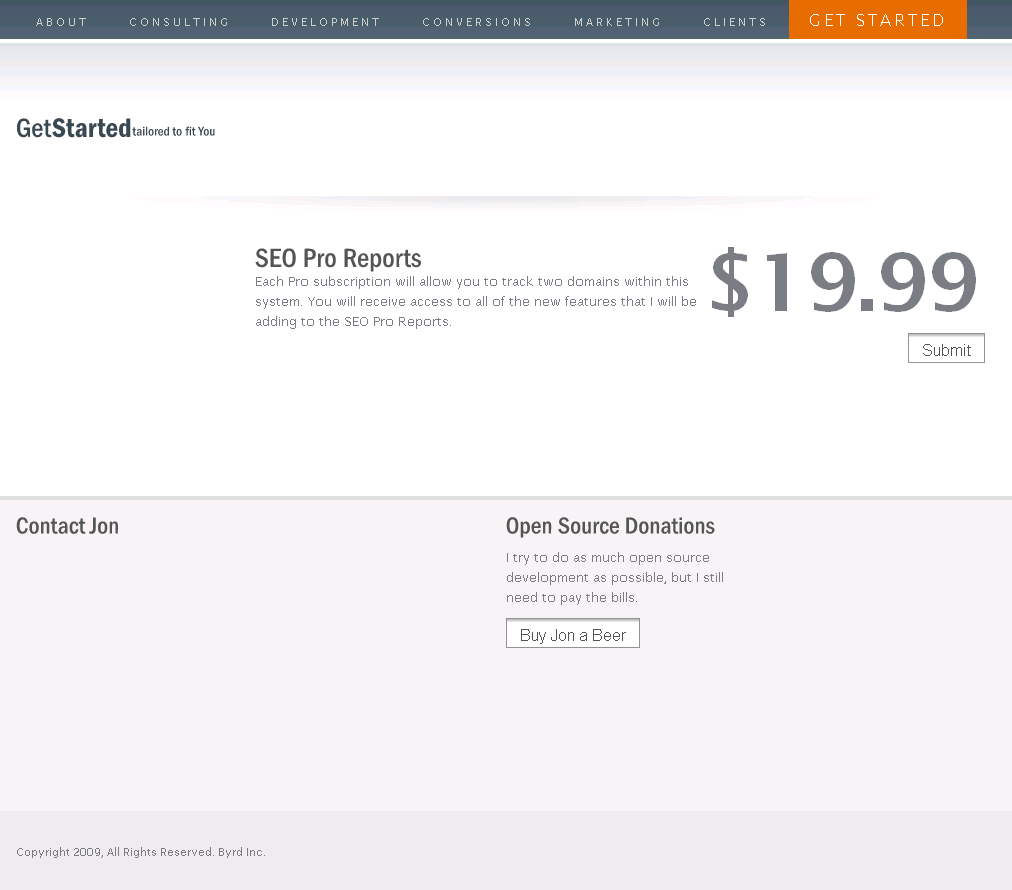 ABOUT CONSULTING DEVELOPMENT CONVERSIONS MARKETING CLIENTS GET STARTED
GetStarted tailored to fit You
SEO Pro Reports
Each Pro subscription will allow you to track two domains within this
system. You will receive access to all of the new features that I will be
adding to the SEO Pro Reports.
$19.99
Submit
Contact Jon
Open Source Donations
I try to do as much open source
development as possible, but I still
need to pay the bills.
Buy Jon a Beer
Copyright 2009, All Rights Reserved. Byrd Inc.